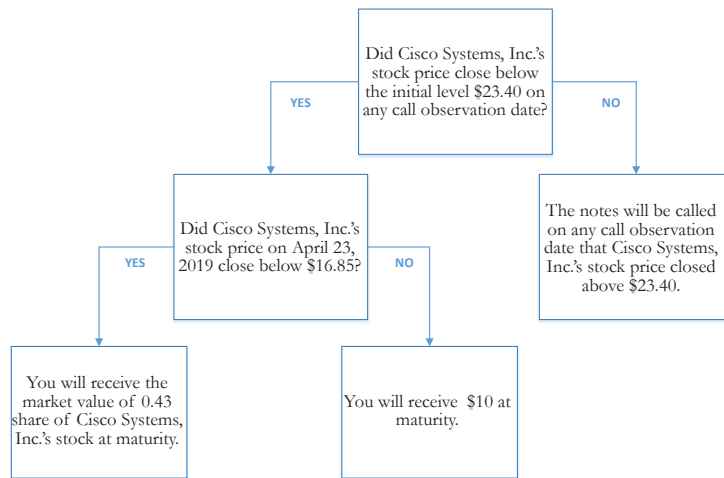 Did Cisco Systems, Inc.'s
stock price close below
the initial level $23.40 on
any call observation date?
YES
NO
Did Cisco Systems, Inc.'s
stock price on April 23,
2019 close below $16.85?
The notes will be called
on any call observation
date that Cisco Systems,
Inc.'s stock price closed
above $23.40.
YES
NO
You will receive the
market value of 0.43
share of Cisco Systems,
Inc.'s stock at maturity.
You will receive $10 at
maturity.